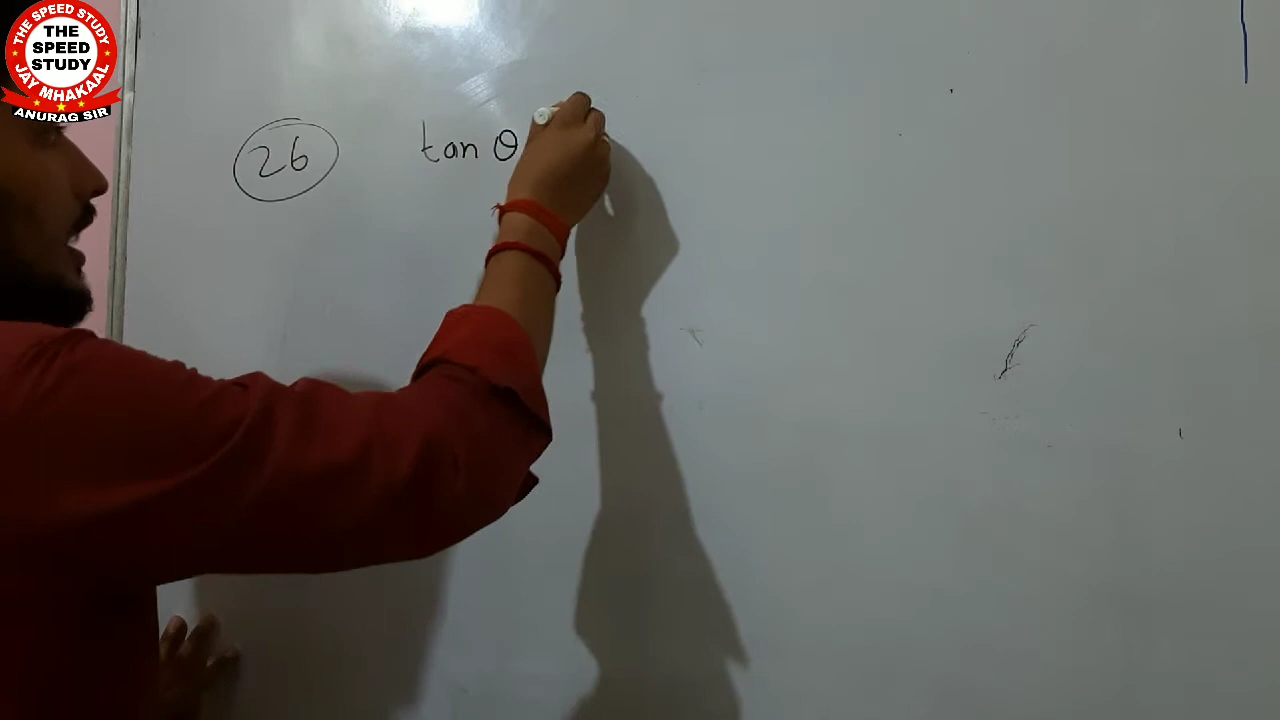 THE SPEED STUDY
THE
SPEED
STUDY
JAY MHAKAAL
ANURAG SIR
26 tan θ